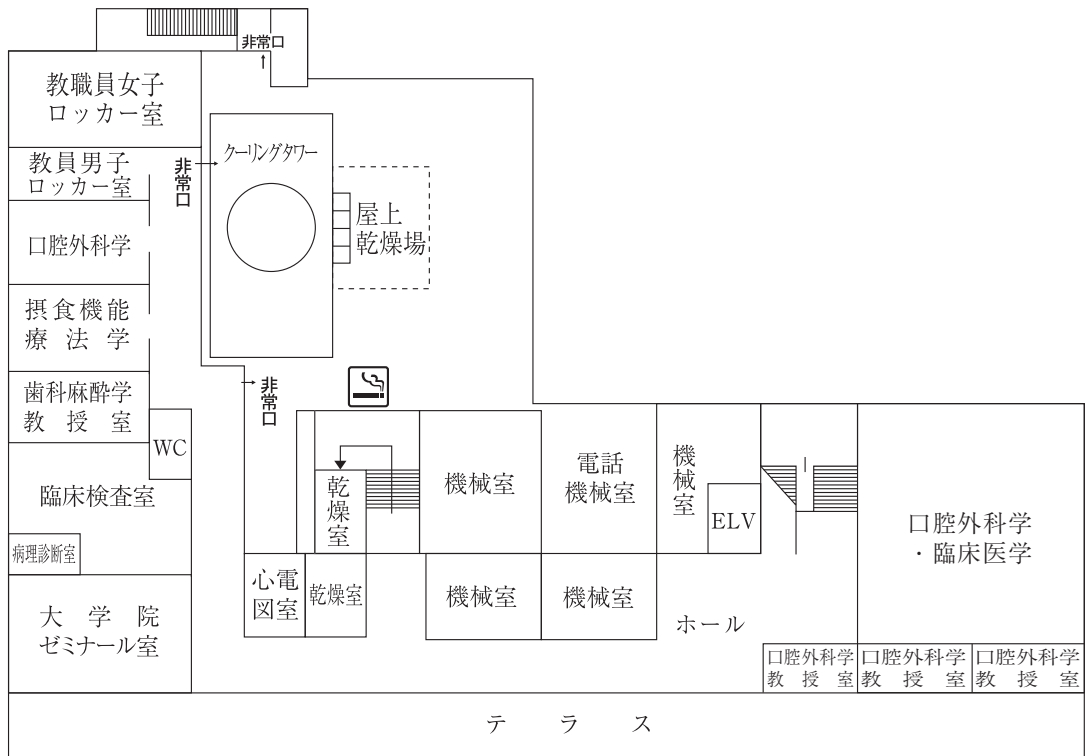 非常口
教職員女子
ロッカー室
教員男子
ロッカー室
非常口
クーリングタワー
屋上
乾燥場
口腔外科学
摂食機能
療法学
歯科麻酔学
教授室
WC
非常口
臨床検査室
病理診断室
大学院
ゼミナール室
乾燥室
機械室
電話
機械室
機械室
ELV
口腔外科学
・臨床医学
心電
図室
乾燥室
機械室
機械室
ホール
口腔外科学
教授室
口腔外科学
教授室
口腔外科学
教授室
テラス